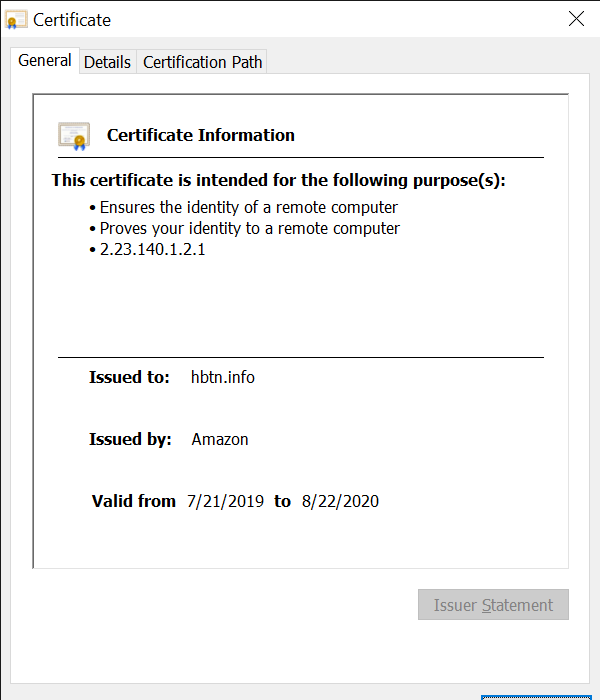 Certificate
General Details Certification Path
Certificate Information
This certificate is intended for the following purpose(s):
• Ensures the identity of a remote computer
• Proves your identity to a remote computer
• 2.23.140.1.2.1
Issued to: hbtn.info
Issued by: Amazon
Valid from 7/21/2019 to 8/22/2020
Issuer Statement